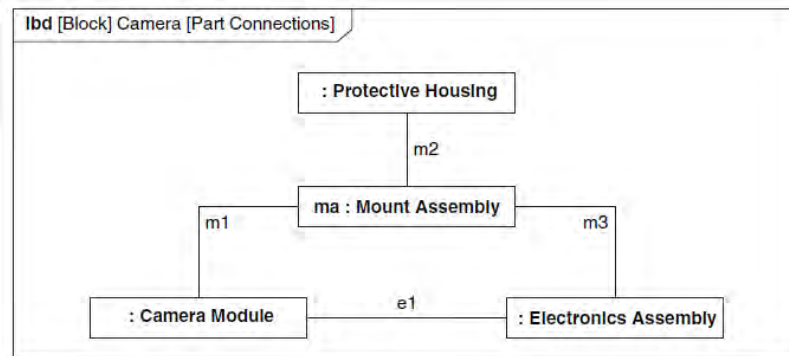 ibd [Block] Camera [Part Connections]
: Protective Housing
m2
ma : Mount Assembly
m1
m3
: Camera Module
e1
: Electronics Assembly